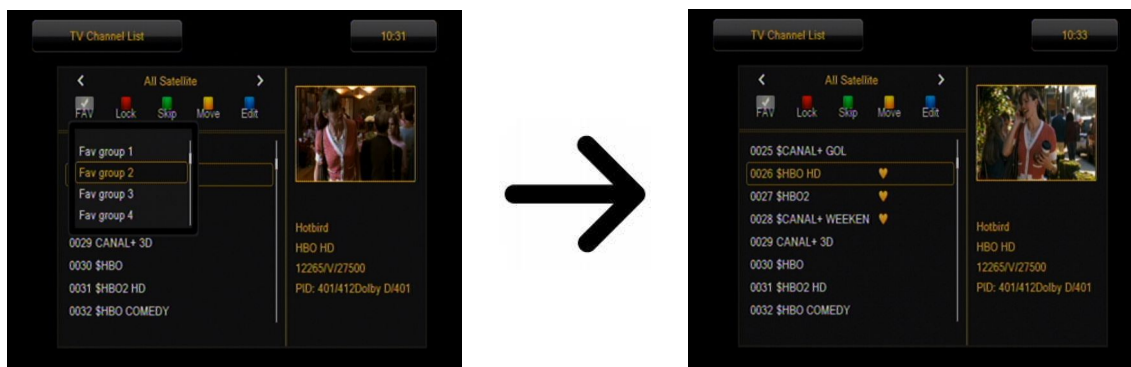 TV Channel List
10:31
All Satellite
FAV Lock Skip Move Edit
Fav group 1
Fav group 2
Fav group 3
Fav group 4
0029 CANAL+ 3D
0030 $HBO
0031 $HBO2 HD
0032 $HBO COMEDY
Hotbird
HBO HD
12265/V/27500
PID: 401/412Dolby D/401
TV Channel List
10:33
All Satellite
FAV Lock Skip Move Edit
0025 $CANAL+ GOL
0026 $HBO HD
0027 $HBO2
0028 $CANAL+ WEEKEN
0029 CANAL+ 3D
0030 $HBO
0031 $HBO2 HD
0032 $HBO COMEDY
Hotbird
HBO HD
12265/V/27500
PID: 401/412Dolby D/401